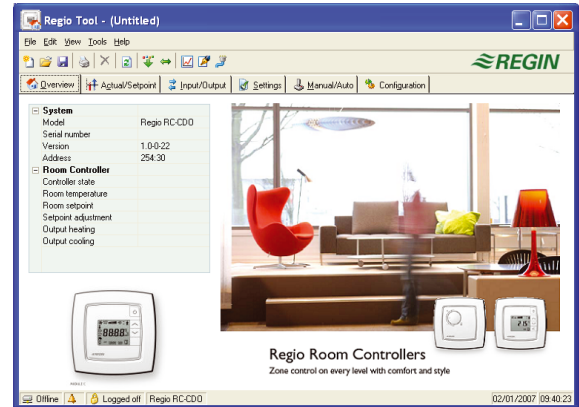 Regio Tool - (Untitled)
File Edit View Tools Help
REGIN
Overview Actual/Setpoint Input/Output Settings Manual/Auto Configuration
System
Model Regio RC-CDO
Serial number
Version 1.0-0-22
Address 254:30
Room Controller
Controller state
Room temperature
Room setpoint
Setpoint adjustment
Output heating
Output cooling
Regio Room Controllers
Zone control on every level with comfort and style
Offline Logged off Regio RC-CDO 02/01/2007 09:40:23